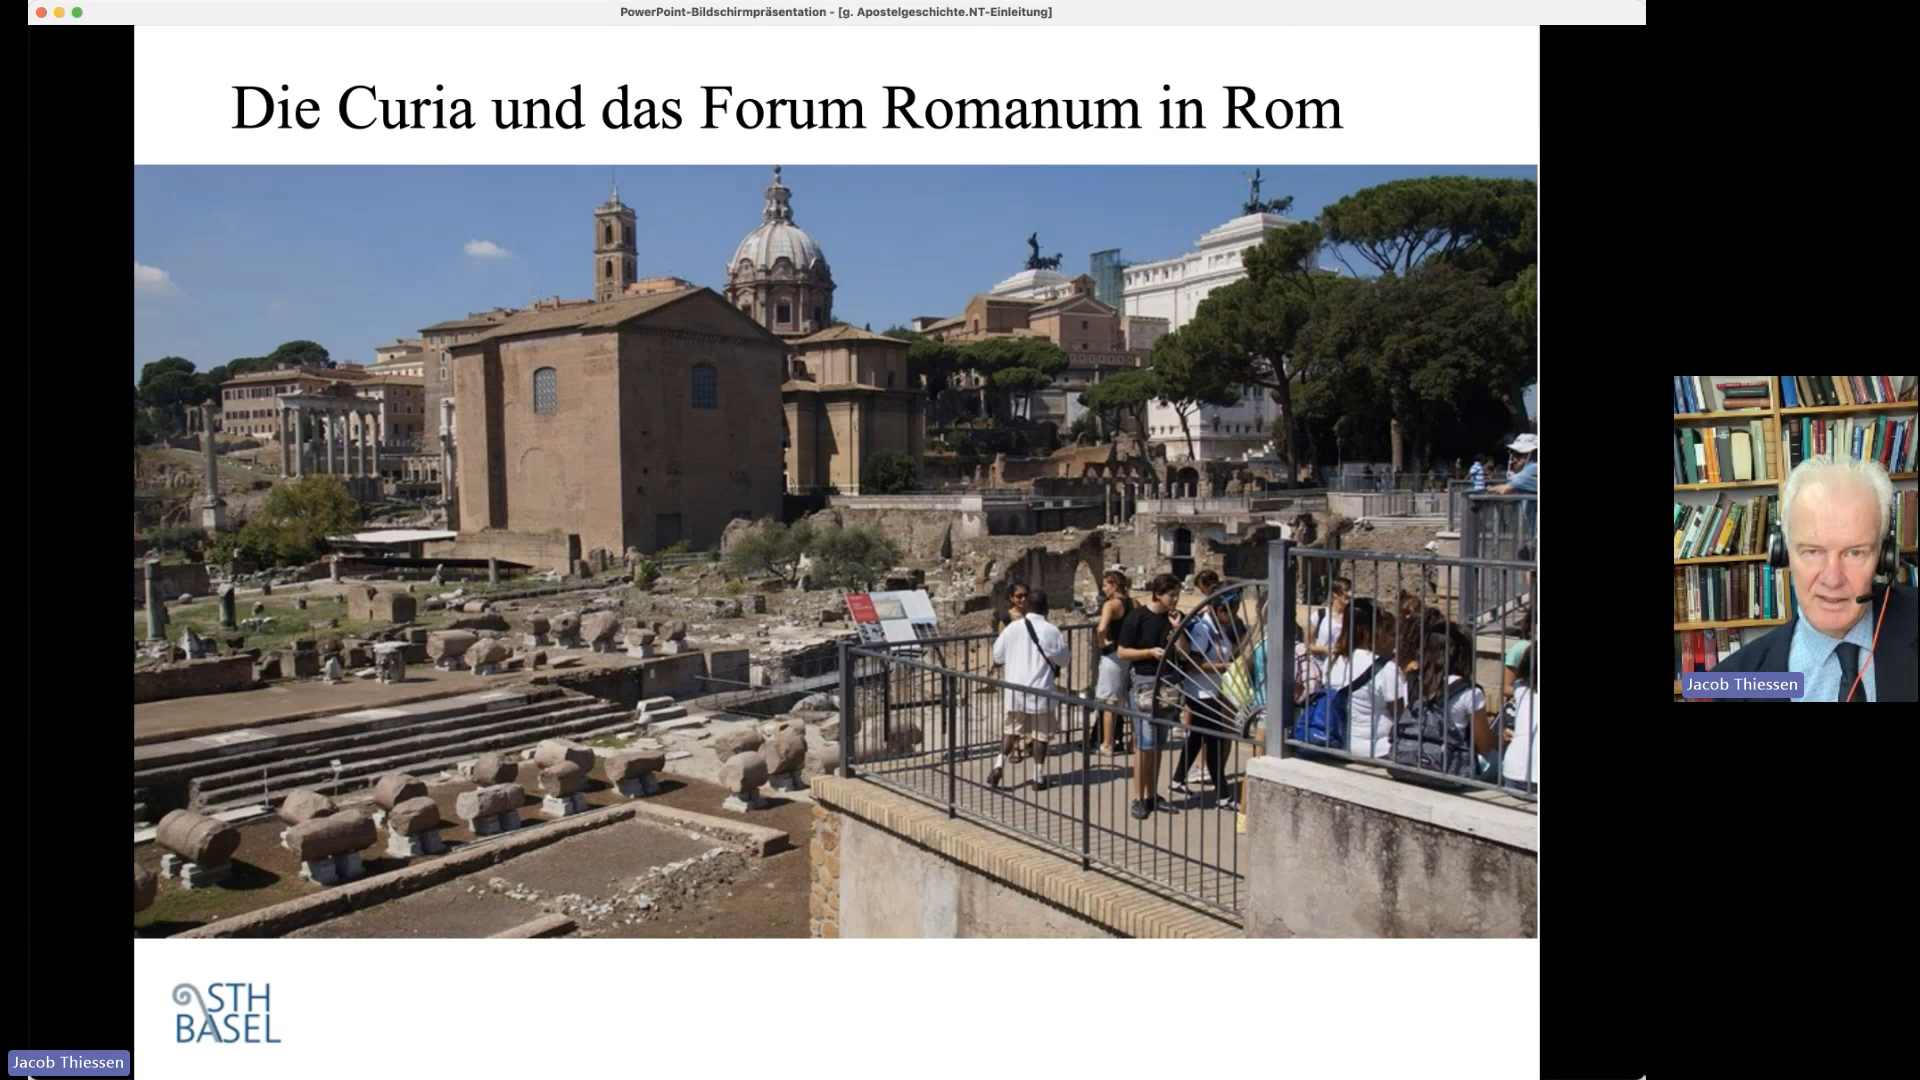 PowerPoint-Bildschirmpräsentation - [g. Apostelgeschichte.NT-Einleitung]
Die Curia und das Forum Romanum in Rom
Jacob Thiessen
STH
BASEL
Jacob Thiessen